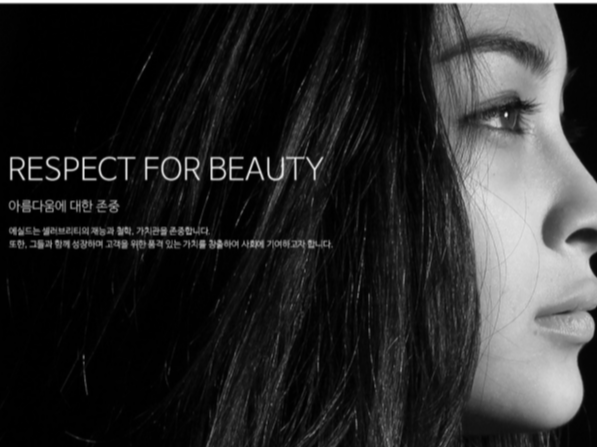 RESPECT FOR BEAUTY
아름다움에 대한 존중
에실드는 셀러브리티의 재능과 철학, 가치관을 존중합니다.
또한, 그들과 함께 성장하며 고객을 위한 품격 있는 가치를 창출하여 사회에 기여하고자 합니다.